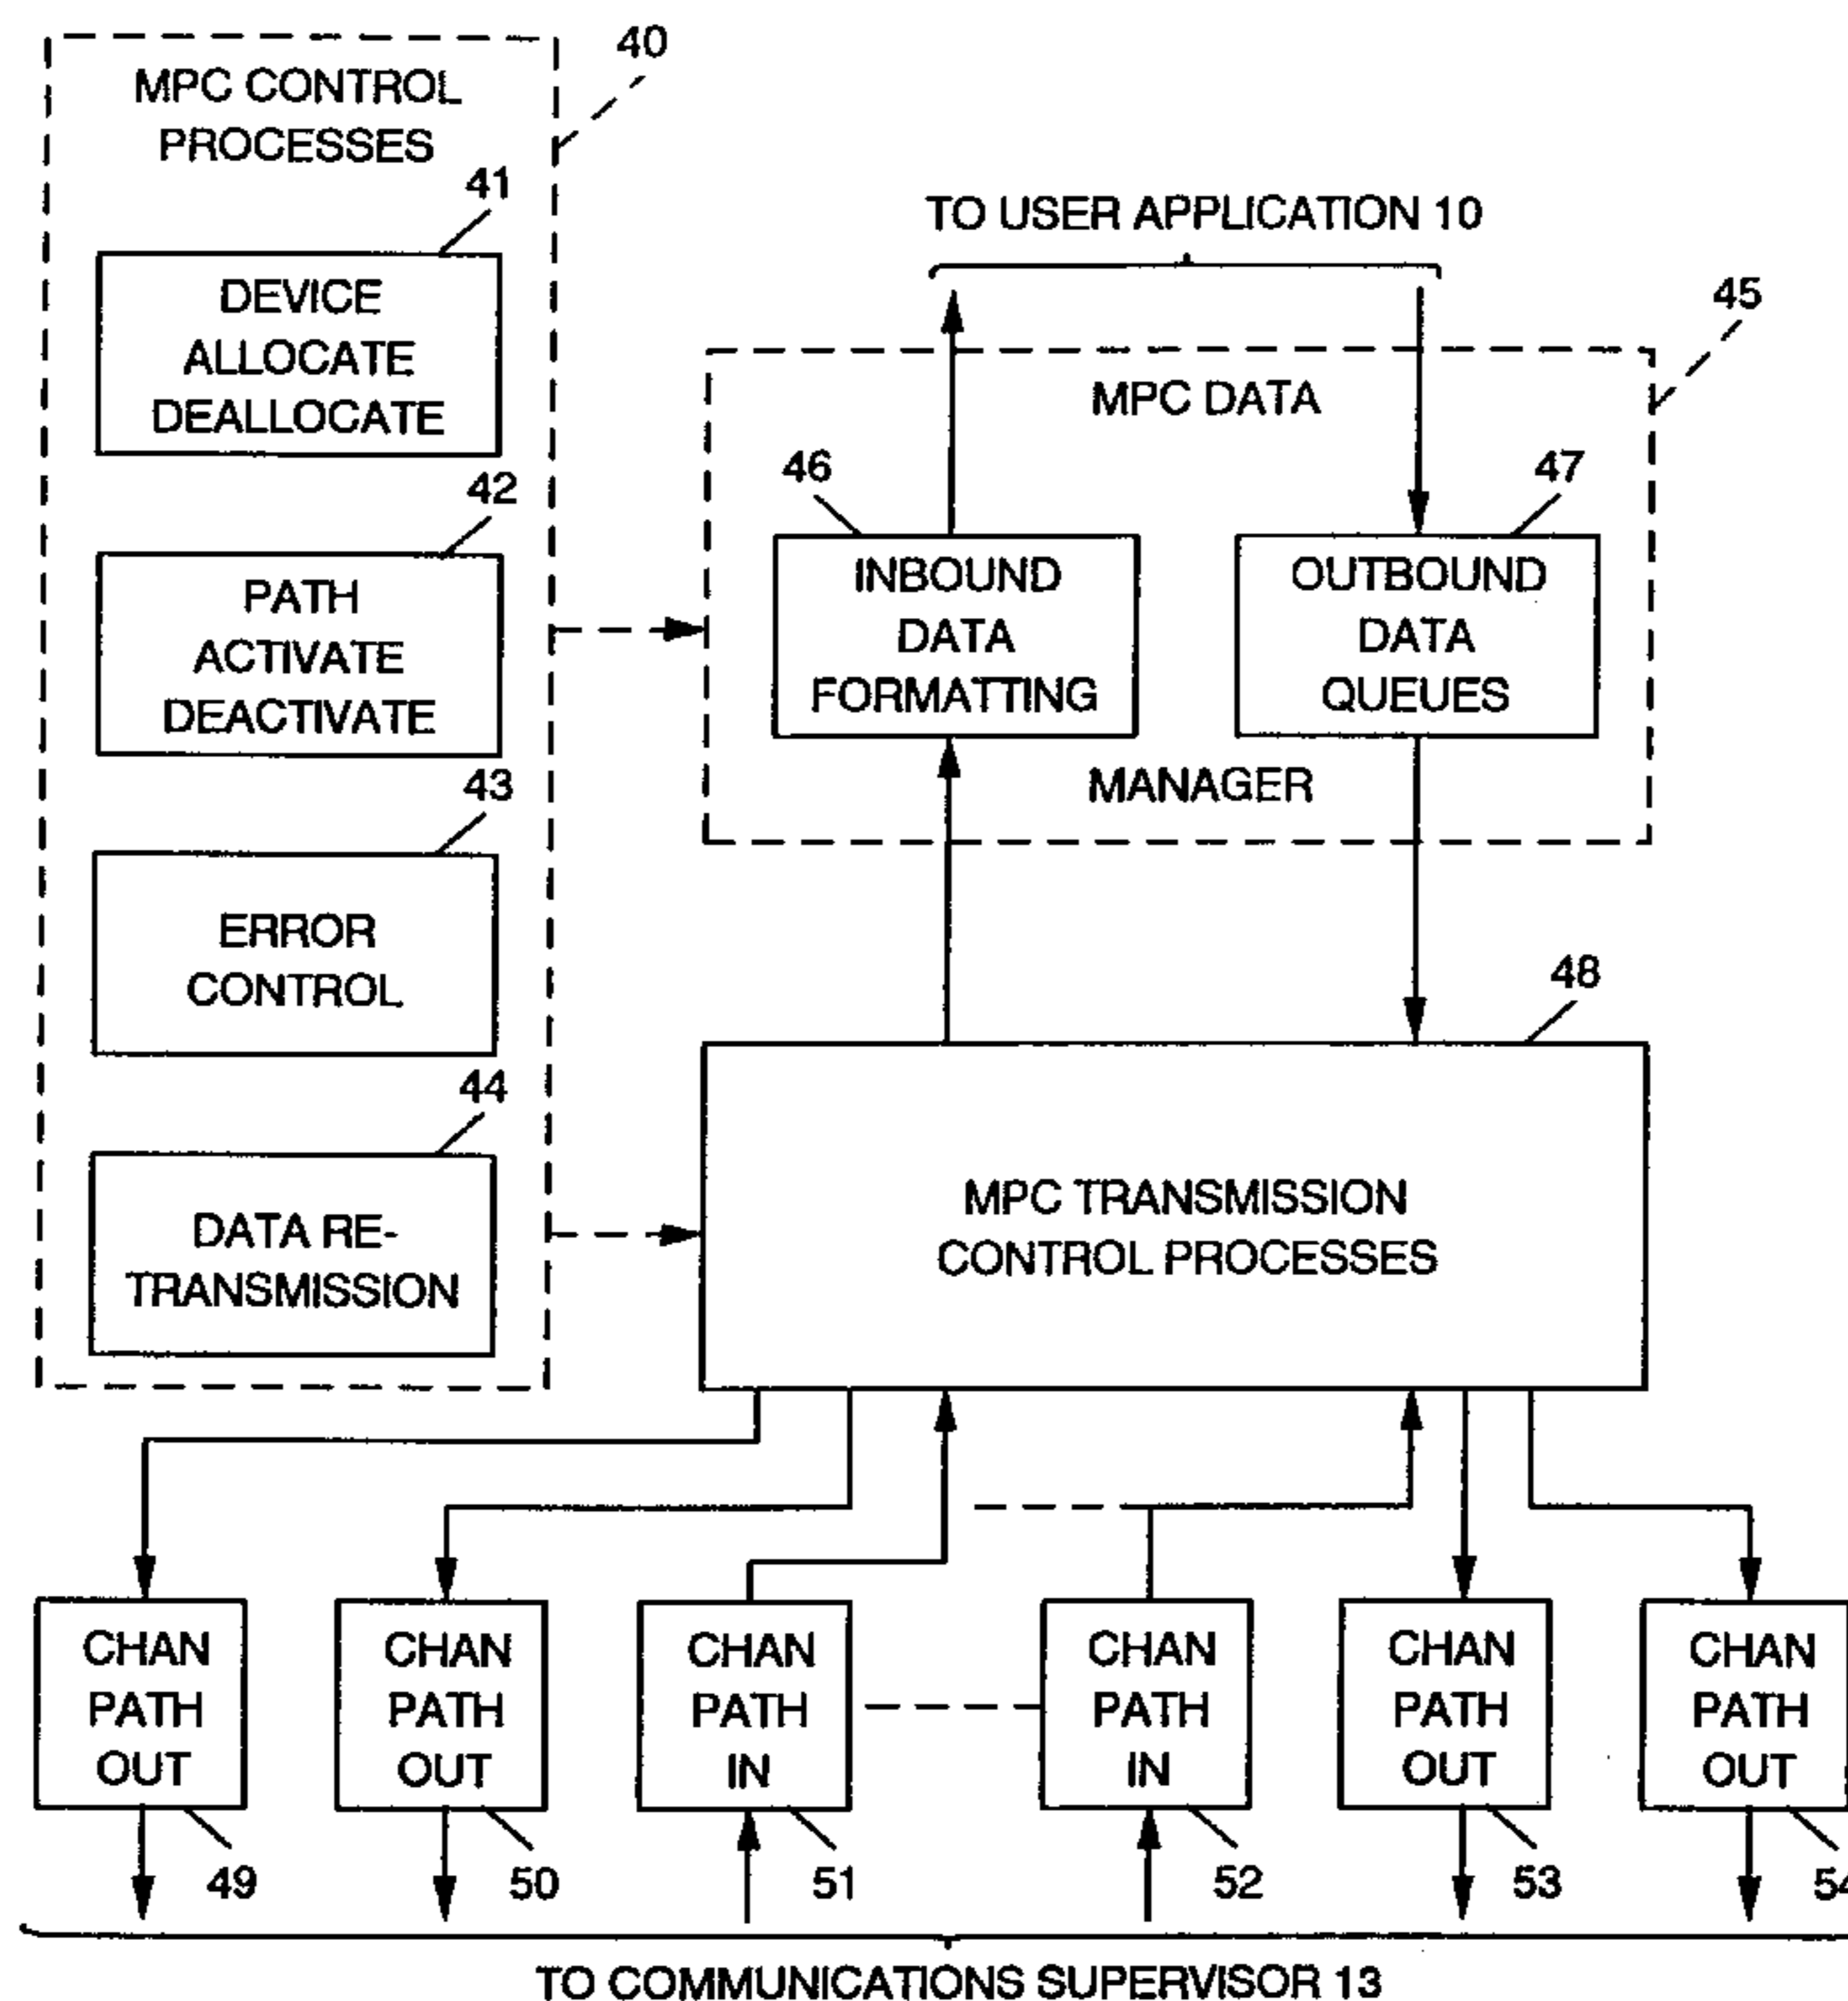 40
MPC CONTROL
PROCESSES
41
DEVICE
ALLOCATE
DEALLOCATE
42
PATH
ACTIVATE
DEACTIVATE
43
ERROR
CONTROL
44
DATA RE-
TRANSMISSION
TO USER APPLICATION 10
45
MPC DATA
46
INBOUND
DATA
FORMATTING
47
OUTBOUND
DATA
QUEUES
MANAGER
48
MPC TRANSMISSION
CONTROL PROCESSES
CHAN
PATH
OUT
49
CHAN
PATH
OUT
50
CHAN
PATH
IN
51
CHAN
PATH
IN
52
CHAN
PATH
OUT
53
CHAN
PATH
OUT
54
TO COMMUNICATIONS SUPERVISOR 13